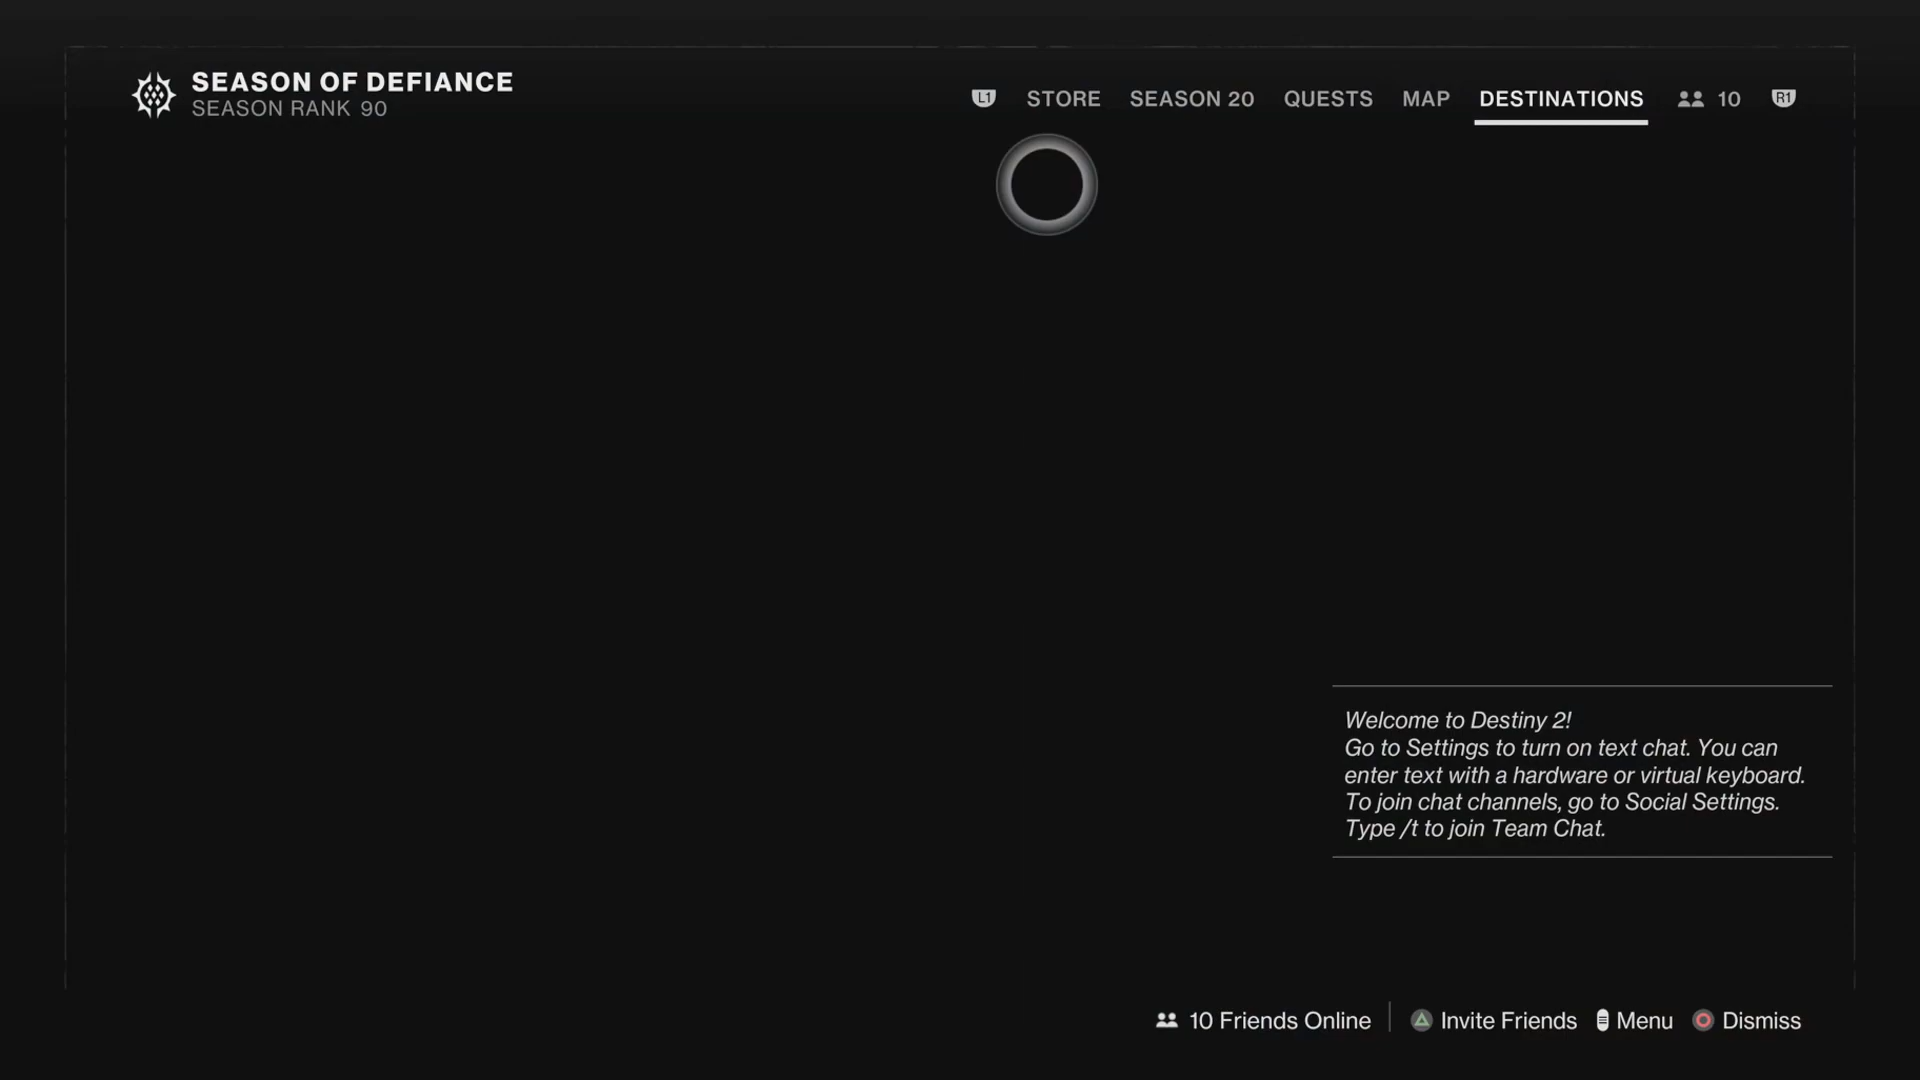 SEASON OF DEFIANCE
SEASON RANK 90
L1 STORE SEASON 20 QUESTS MAP DESTINATIONS 10 R1
Welcome to Destiny 2!
Go to Settings to turn on text chat. You can
enter text with a hardware or virtual keyboard.
To join chat channels, go to Social Settings.
Type /t to join Team Chat.
10 Friends Online Invite Friends Menu Dismiss